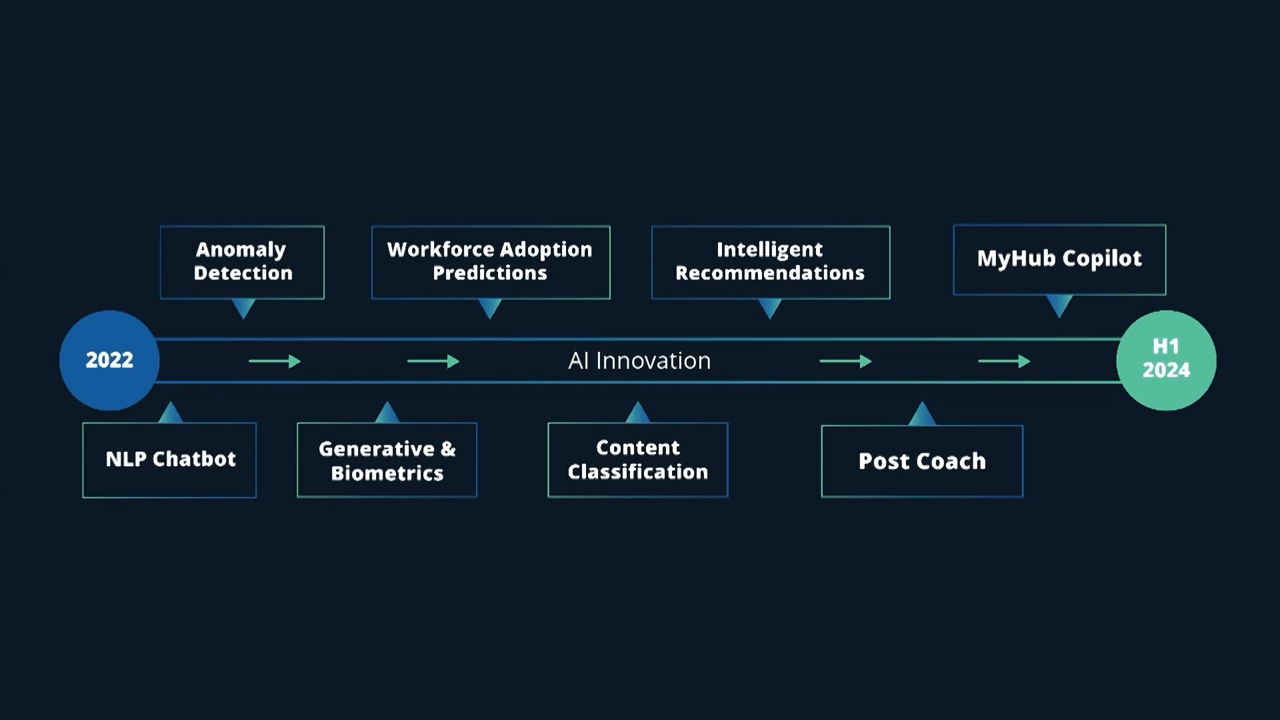 Anomaly
Detection
Workforce Adoption
Predictions
Intelligent
Recommendations
MyHub Copilot
2022
AI Innovation
H1
2024
NLP Chatbot
Generative &
Biometrics
Content
Classification
Post Coach